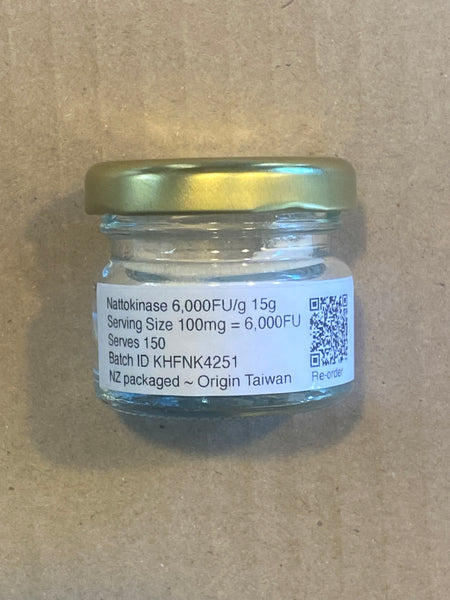 Nattokinase 6,000FU/g 15g
Serving Size 100mg = 6,000FU
Serves 150
Batch ID KHFNK4251
NZ packaged ~ Origin Taiwan
Re-order